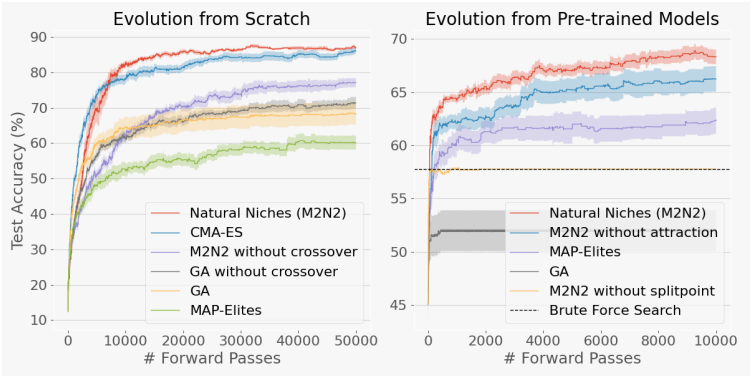 Evolution from Scratch
90
80
70
60
50
40
30
20
10
Test Accuracy (%)
Natural Niches (M2N2)
CMA-ES
M2N2 without crossover
GA without crossover
GA
MAP-Elites
0
10000
20000
30000
40000
50000
# Forward Passes
Evolution from Pre-trained Models
70
65
60
55
50
45
Natural Niches (M2N2)
M2N2 without attraction
MAP-Elites
GA
M2N2 without splitpoint
Brute Force Search
0
2000
4000
6000
8000
10000
# Forward Passes